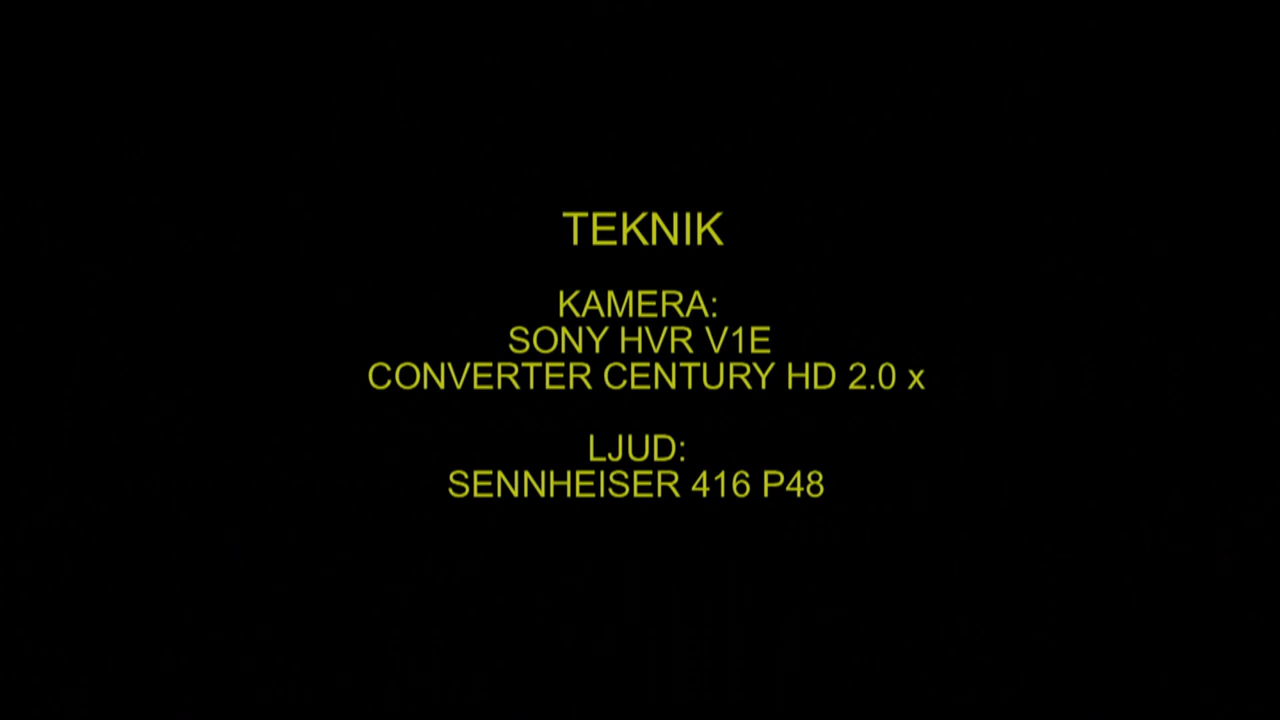 TEKNIK
KAMERA:
SONY HVR V1E
CONVERTER CENTURY HD 2.0 x
LJUD:
SENNHEISER 416 P48